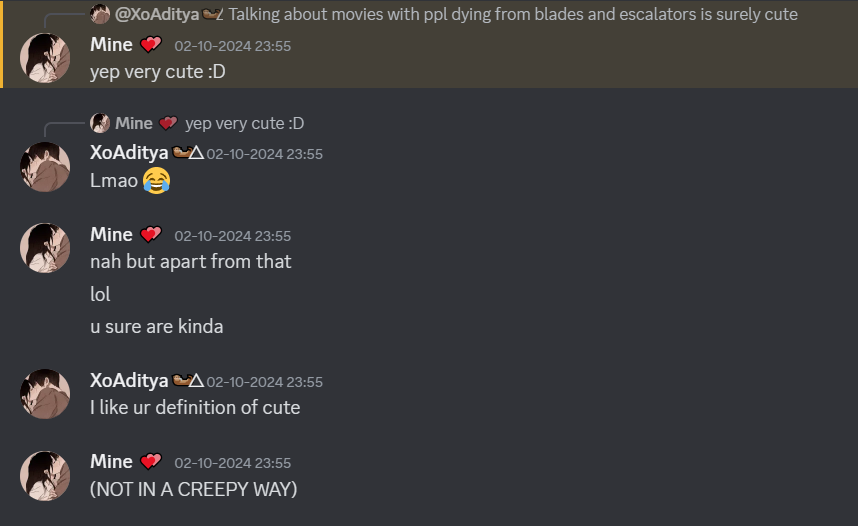 @XoAditya Talking about movies with ppl dying from blades and escalators is surely cute
Mine 02-10-2024 23:55
yep very cute :D
Mine yep very cute :D
XoAditya 02-10-2024 23:55
Lmao 😂
Mine 02-10-2024 23:55
nah but apart from that
lol
u sure are kinda
XoAditya 02-10-2024 23:55
I like ur definition of cute
Mine 02-10-2024 23:55
(NOT IN A CREEPY WAY)